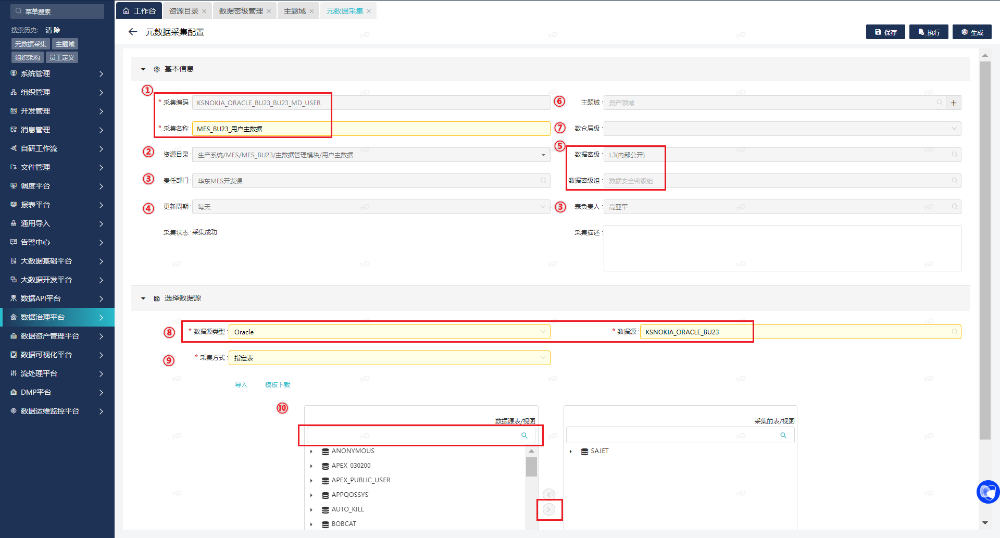 菜单搜索
搜索历史: 清 除
元数据采集 主题域
组织架构 员工定义
系统管理
组织管理
开发管理
消息管理
自研工作流
文件管理
调度平台
报表平台
通用导入
告警中心
大数据基础平台
大数据开发平台
数据API平台
数据治理平台
数据资产管理平台
数据可视化平台
流处理平台
DMP平台
数据运维监控平台
工作台 资源目录 × 数据密级管理 × 主题域 × 元数据采集 ×
← 元数据采集配置
保存 执行 生成
基本信息
① * 采集编码 : KSNOKIA_ORACLE_BU23_BU23_MD_USER
⑥ 主题域 : 资产领域 +
* 采集名称 : MES_BU23_用户主数据
⑦ 数仓层级 :
② 资源目录 : 生产系统/MES/MES_BU23/主数据管理模块/用户主数据
⑤ 数据密级 : L3(内部公开)
③ 责任部门 : 华东MES开发课
数据密级组 : 数据安全密级组
④ 更新周期 : 每天
③ 表负责人 : 高亚平
采集状态 : 采集成功
采集描述 :
选择数据源
⑧ * 数据源类型 : Oracle
* 数据源 : KSNOKIA_ORACLE_BU23
⑨ * 采集方式 : 指定表
导入 模板下载
⑩
数据源表/视图
ANONYMOUS
APEX_030200
APEX_PUBLIC_USER
APPQOSSYS
AUTO_KILL
BOBCAT
< 
>
采集的表/视图
SAJET
HD